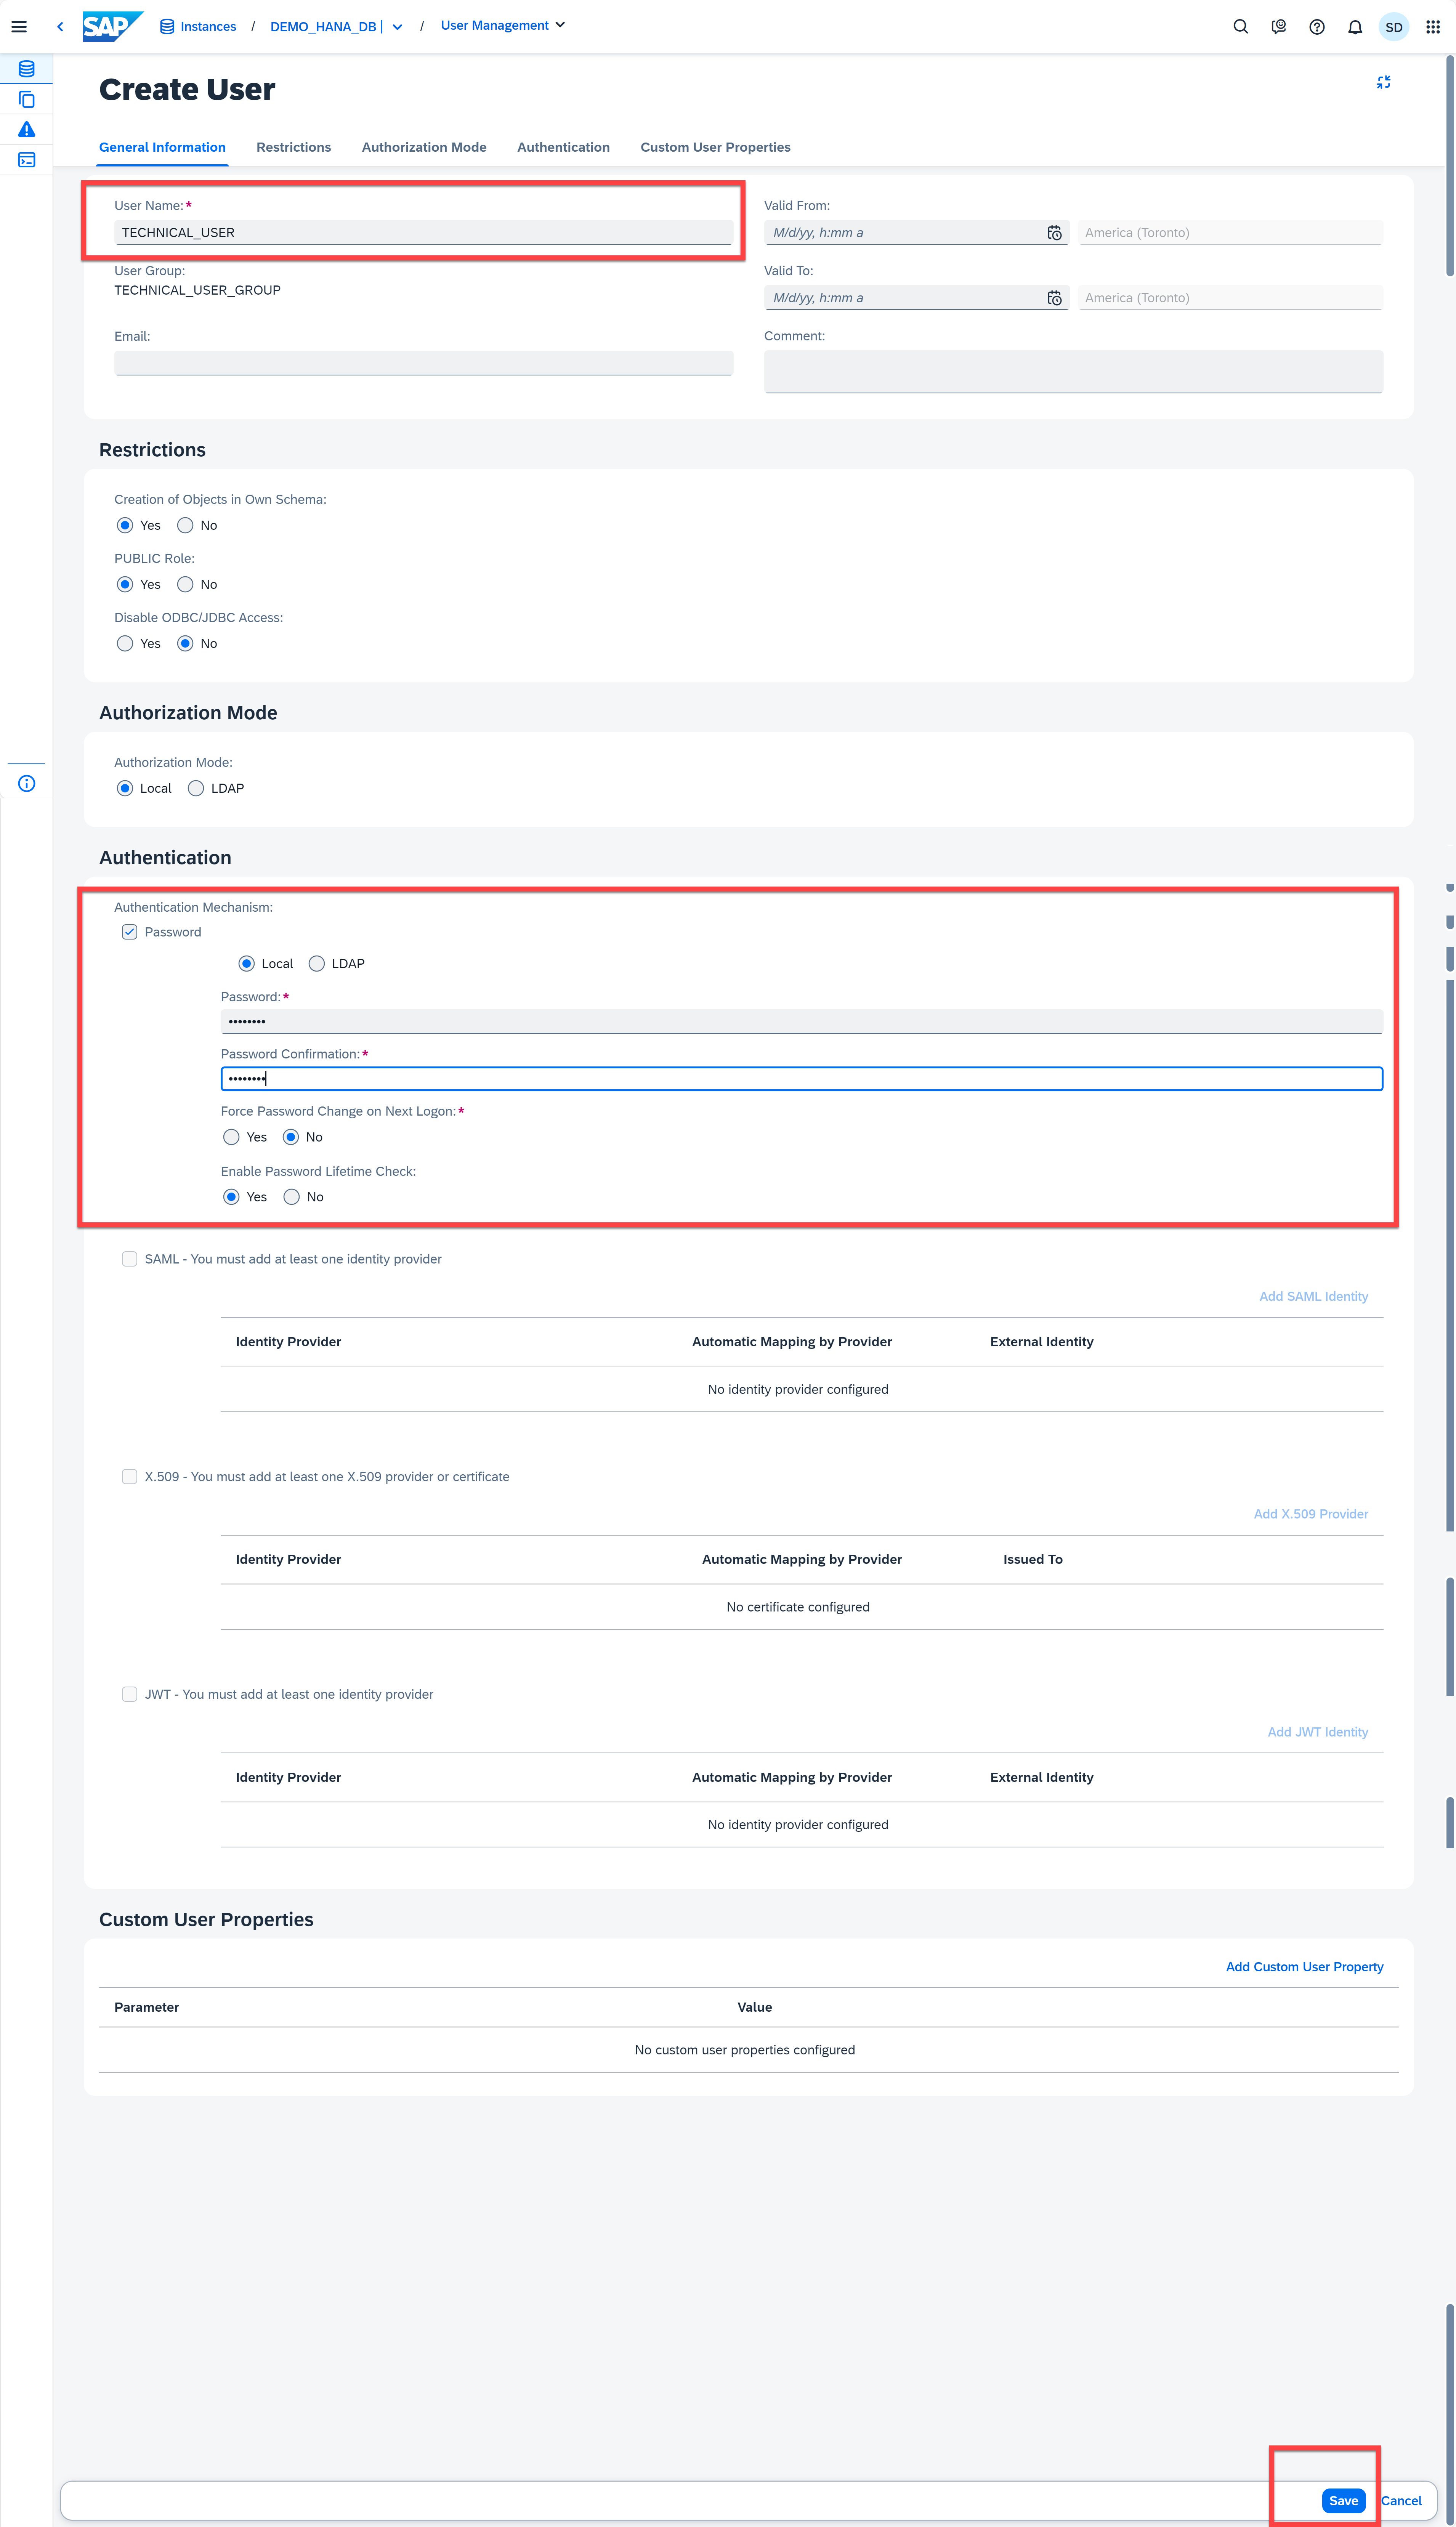 SAP Instances / DEMO_HANA_DB | / User Management SD
Create User
General Information Restrictions Authorization Mode Authentication Custom User Properties
User Name:*
TECHNICAL_USER
User Group:
TECHNICAL_USER_GROUP
Email:
Valid From:
M/d/yy, h:mm a America (Toronto)
Valid To:
M/d/yy, h:mm a America (Toronto)
Comment:
Restrictions
Creation of Objects in Own Schema:
Yes No
PUBLIC Role:
Yes No
Disable ODBC/JDBC Access:
Yes No
Authorization Mode
Authorization Mode:
Local LDAP
Authentication
Authentication Mechanism:
Password
Local LDAP
Password:*
••••••••
Password Confirmation:*
••••••••
Force Password Change on Next Logon:*
Yes No
Enable Password Lifetime Check:
Yes No
SAML - You must add at least one identity provider
Add SAML Identity
Identity Provider Automatic Mapping by Provider External Identity
No identity provider configured
X.509 - You must add at least one X.509 provider or certificate
Add X.509 Provider
Identity Provider Automatic Mapping by Provider Issued To
No certificate configured
JWT - You must add at least one identity provider
Add JWT Identity
Identity Provider Automatic Mapping by Provider External Identity
No identity provider configured
Custom User Properties
Add Custom User Property
Parameter Value
No custom user properties configured
Save Cancel